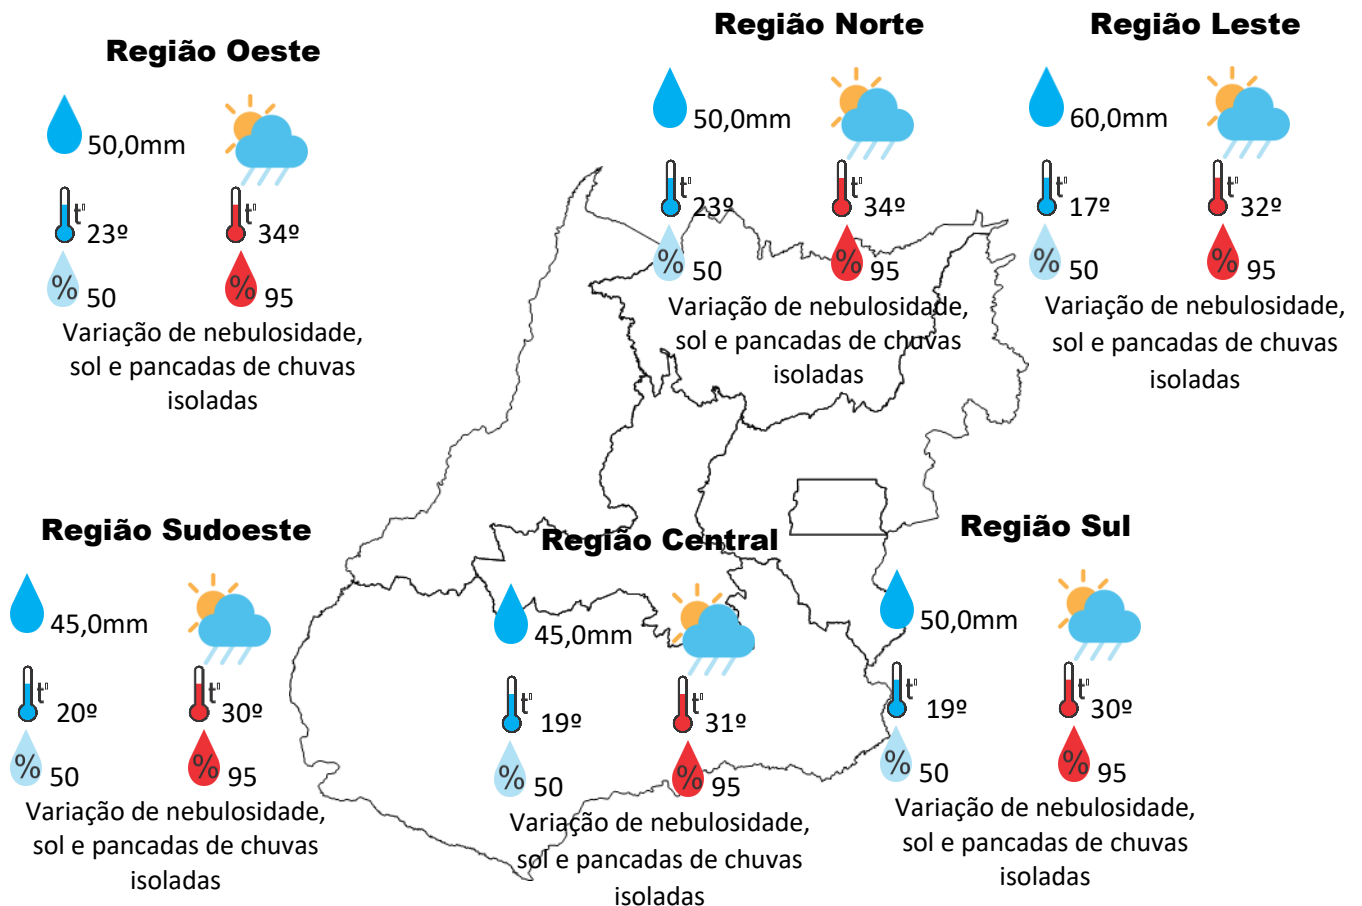 Região Oeste
50,0mm
t°
23º
34º
%
50
%
95
Variação de nebulosidade,
sol e pancadas de chuvas
isoladas
Região Norte
50,0mm
t°
23º
t°
34º
%
50
%
95
Variação de nebulosidade,
sol e pancadas de chuvas
isoladas
Região Leste
60,0mm
t°
17º
t°
32º
%
50
%
95
Variação de nebulosidade,
sol e pancadas de chuvas
isoladas
Região Sudoeste
45,0mm
t°
20º
t°
30º
%
50
%
95
Variação de nebulosidade,
sol e pancadas de chuvas
isoladas
Região Central
45,0mm
t°
19º
t°
31º
%
50
%
95
Variação de nebulosidade,
sol e pancadas de chuvas
isoladas
Região Sul
50,0mm
t°
19º
t°
30º
%
50
%
95
Variação de nebulosidade,
sol e pancadas de chuvas
isoladas